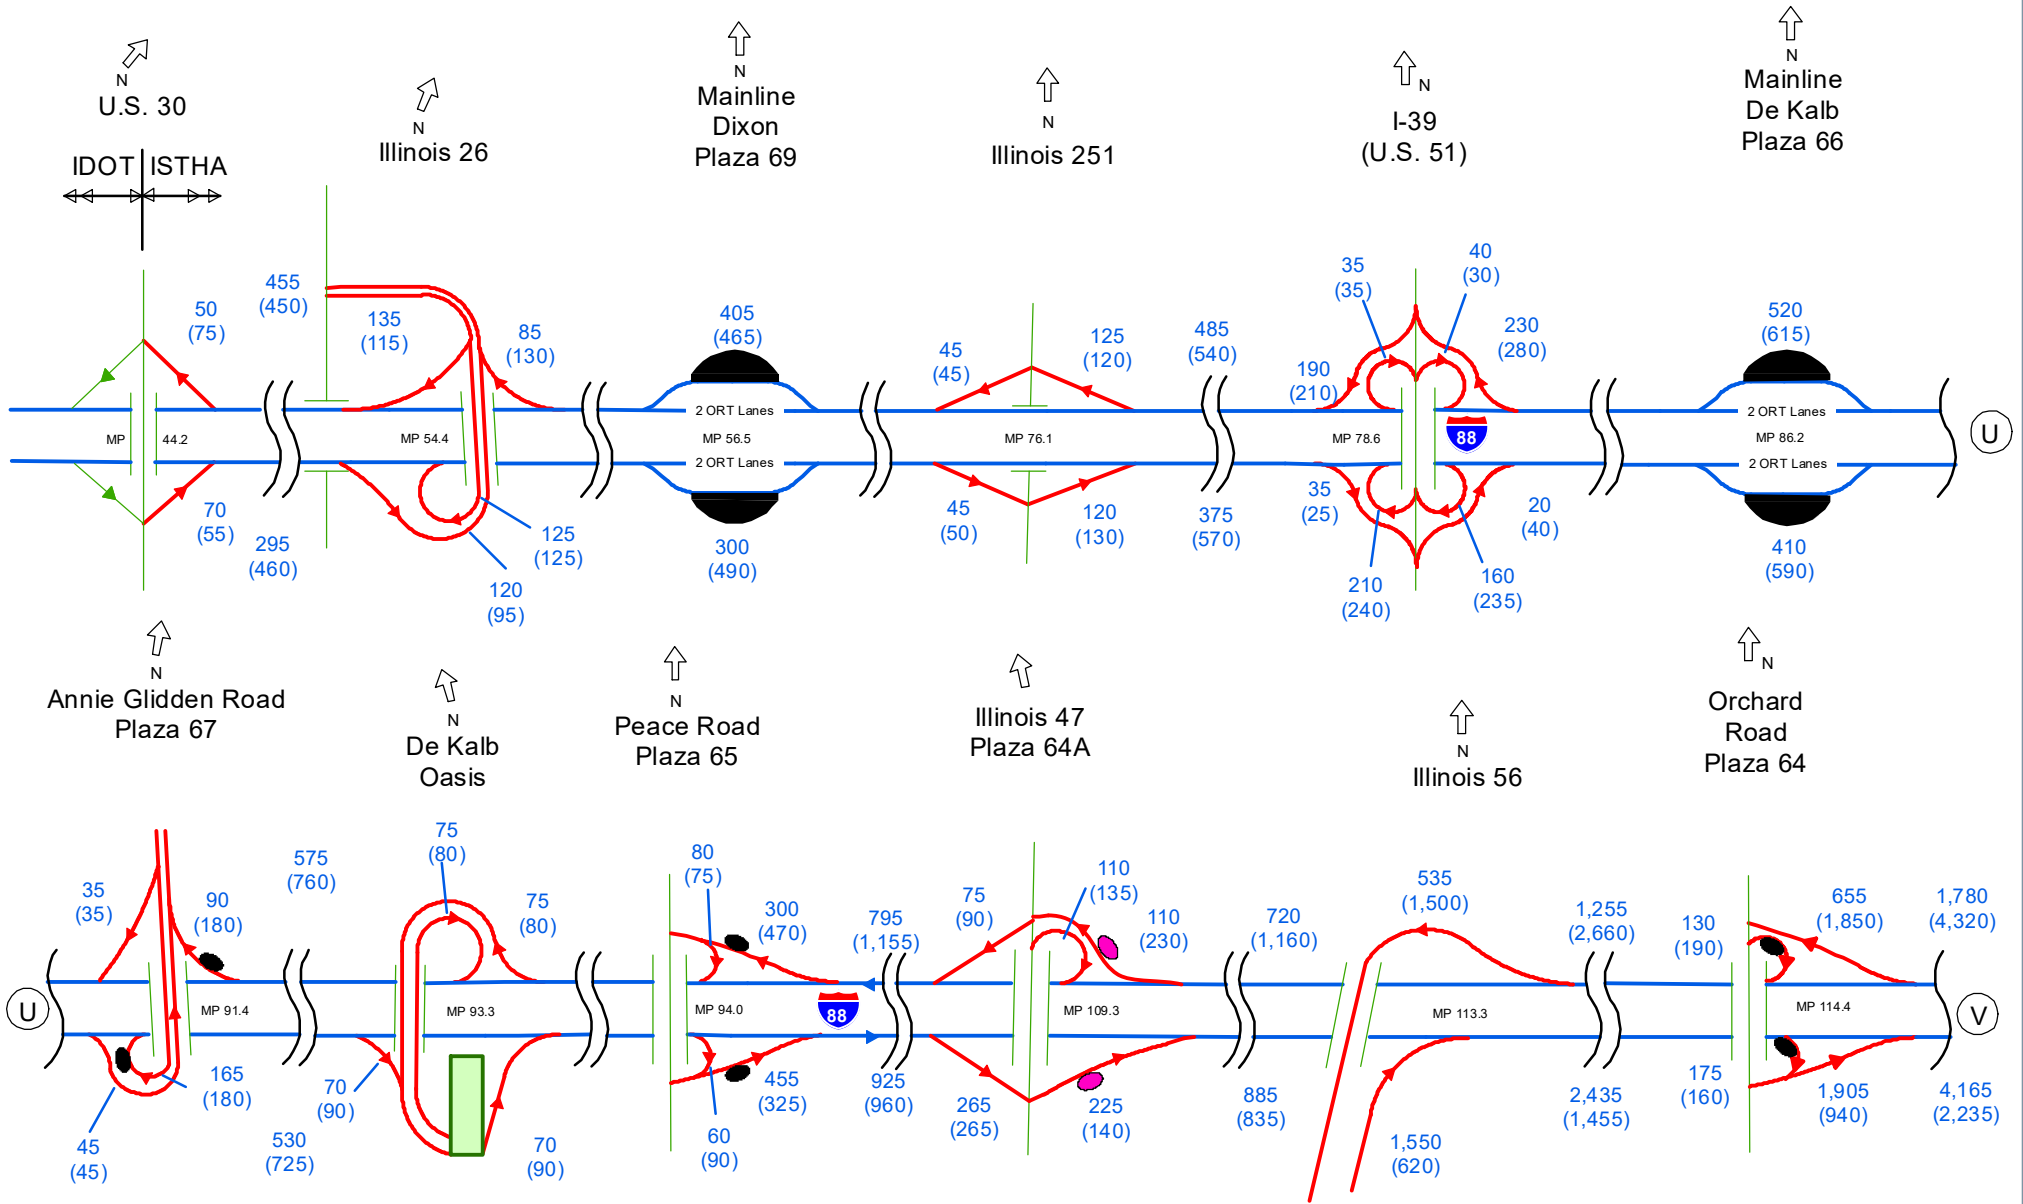 N
U.S. 30
IDOT
ISTHA
N
Illinois 26
N
Mainline
Dixon
Plaza 69
N
Illinois 251
N
I-39
(U.S. 51)
N
Mainline
De Kalb
Plaza 66
50
(75)
455
(450)
135
(115)
85
(130)
405
(465)
45
(45)
125
(120)
485
(540)
35
(35)
40
(30)
190
(210)
230
(280)
520
(615)
MP
44.2
MP 54.4
2 ORT Lanes
MP 56.5
2 ORT Lanes
MP 76.1
MP 78.6
88
2 ORT Lanes
MP 86.2
2 ORT Lanes
U
70
(55)
295
(460)
125
(125)
120
(95)
300
(490)
45
(50)
120
(130)
375
(570)
35
(25)
210
(240)
160
(235)
20
(40)
410
(590)
N
Annie Glidden Road
Plaza 67
N
De Kalb
Oasis
N
Peace Road
Plaza 65
N
Illinois 47
Plaza 64A
N
Illinois 56
N
Orchard
Road
Plaza 64
35
(35)
90
(180)
575
(760)
75
(80)
75
(80)
80
(75)
300
(470)
795
(1,155)
75
(90)
110
(135)
110
(230)
720
(1,160)
535
(1,500)
1,255
(2,660)
130
(190)
655
(1,850)
1,780
(4,320)
U
MP 91.4
MP 93.3
MP 94.0
88
MP 109.3
MP 113.3
MP 114.4
V
45
(45)
165
(180)
530
(725)
70
(90)
70
(90)
60
(90)
455
(325)
925
(960)
265
(265)
225
(140)
885
(835)
1,550
(620)
2,435
(1,455)
175
(160)
1,905
(940)
4,165
(2,235)